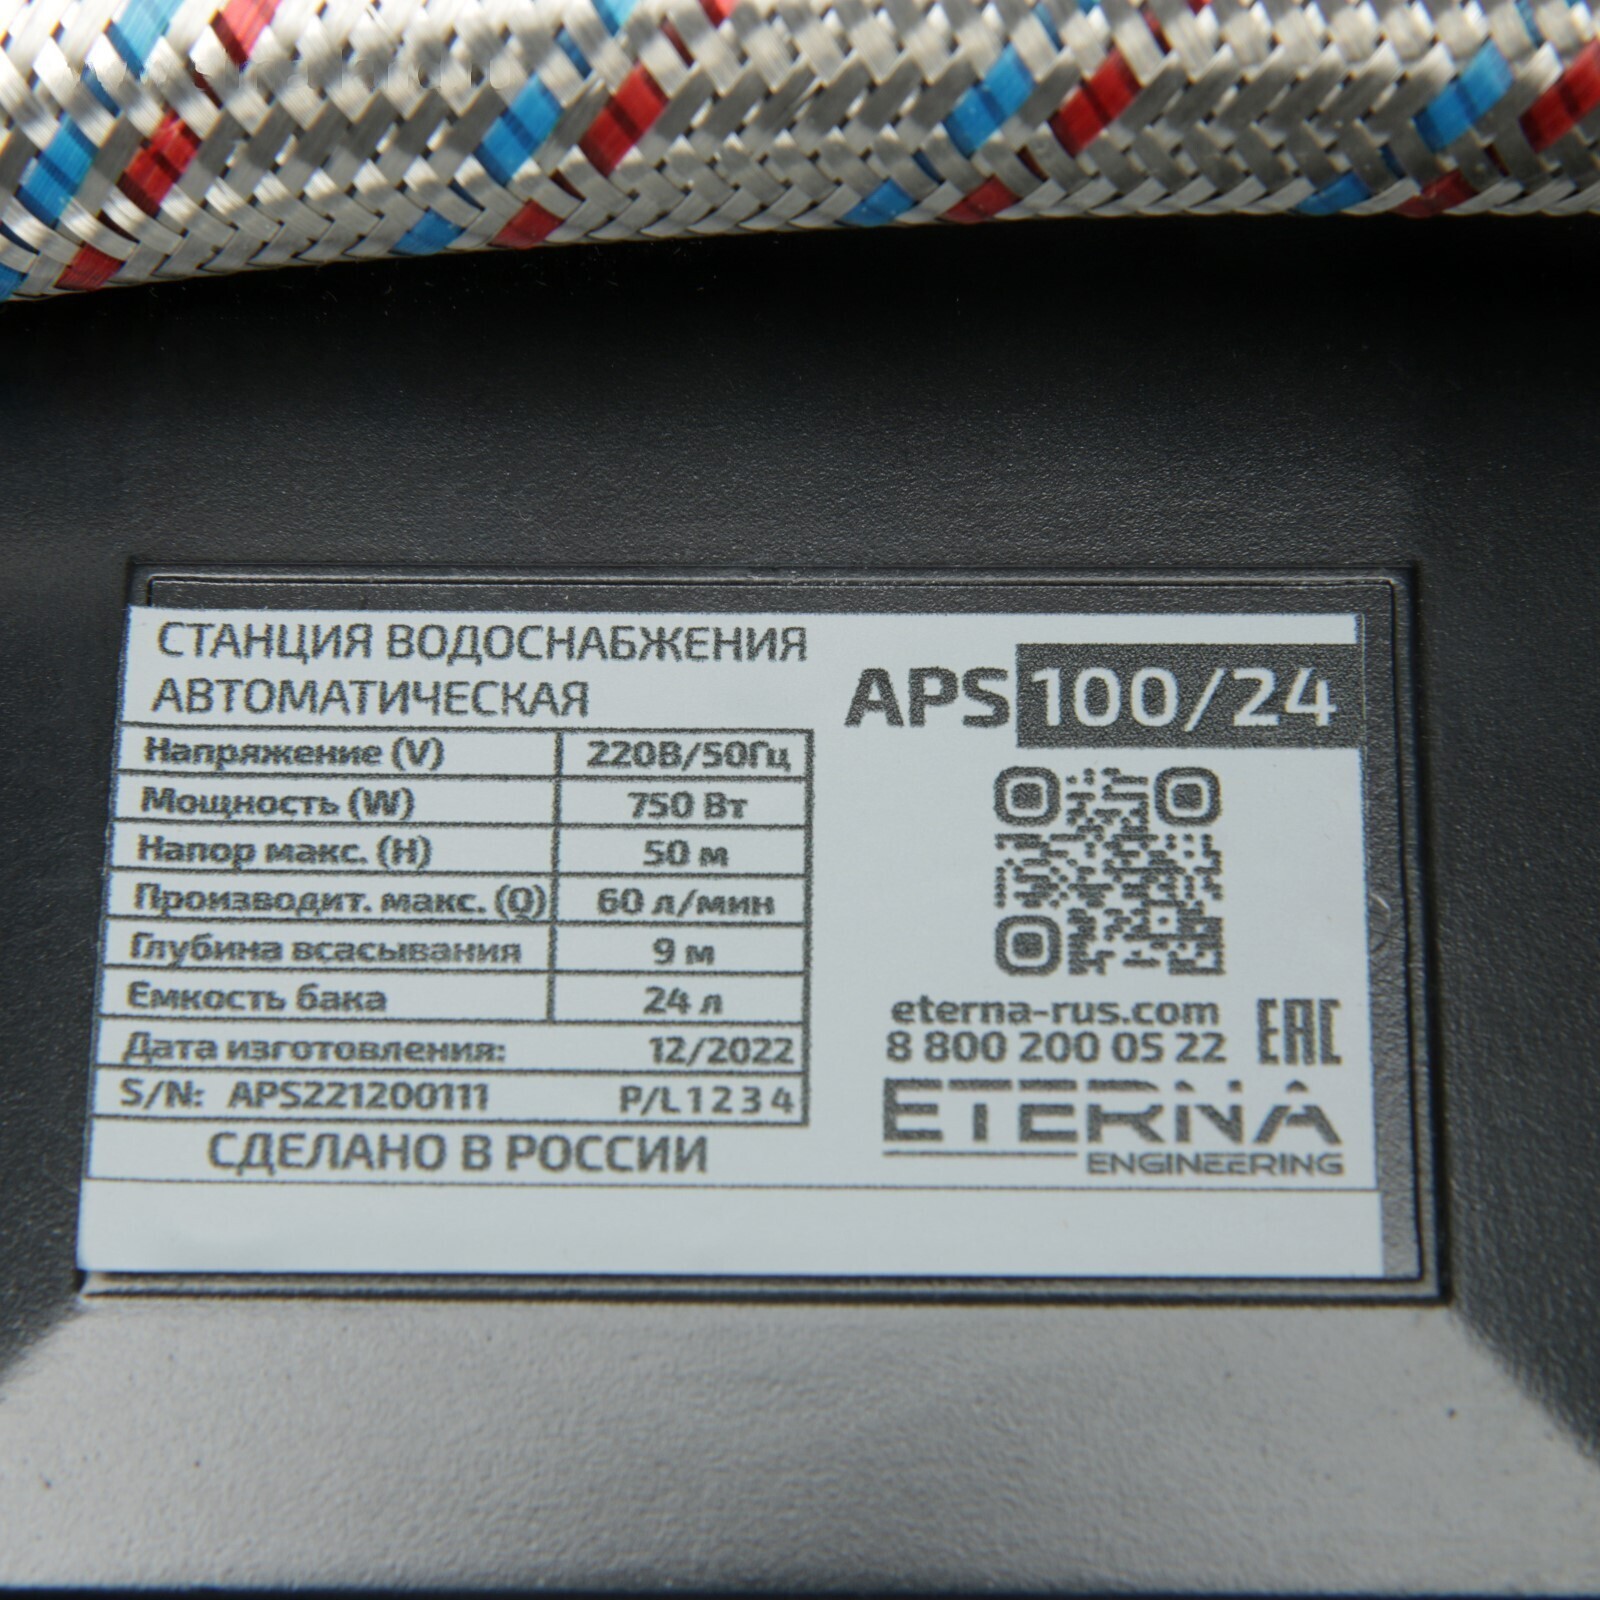 СТАНЦИЯ ВОДОСНАБЖЕНИЯ
АВТОМАТИЧЕСКАЯ
APS 100/24
Напряжение (V) 220В/50Гц
Мощность (W) 750 Вт
Напор макс. (H) 50 м
Производит. макс. (Q) 60 л/мин
Глубина всасывания 9 м
Емкость бака 24 л
Дата изготовления: 12/2022
S/N: APS221200111 P/L 1 2 3 4
СДЕЛАНО В РОССИИ
eterna-rus.com
8 800 200 05 22
EAC
ETERNA
ENGINEERING